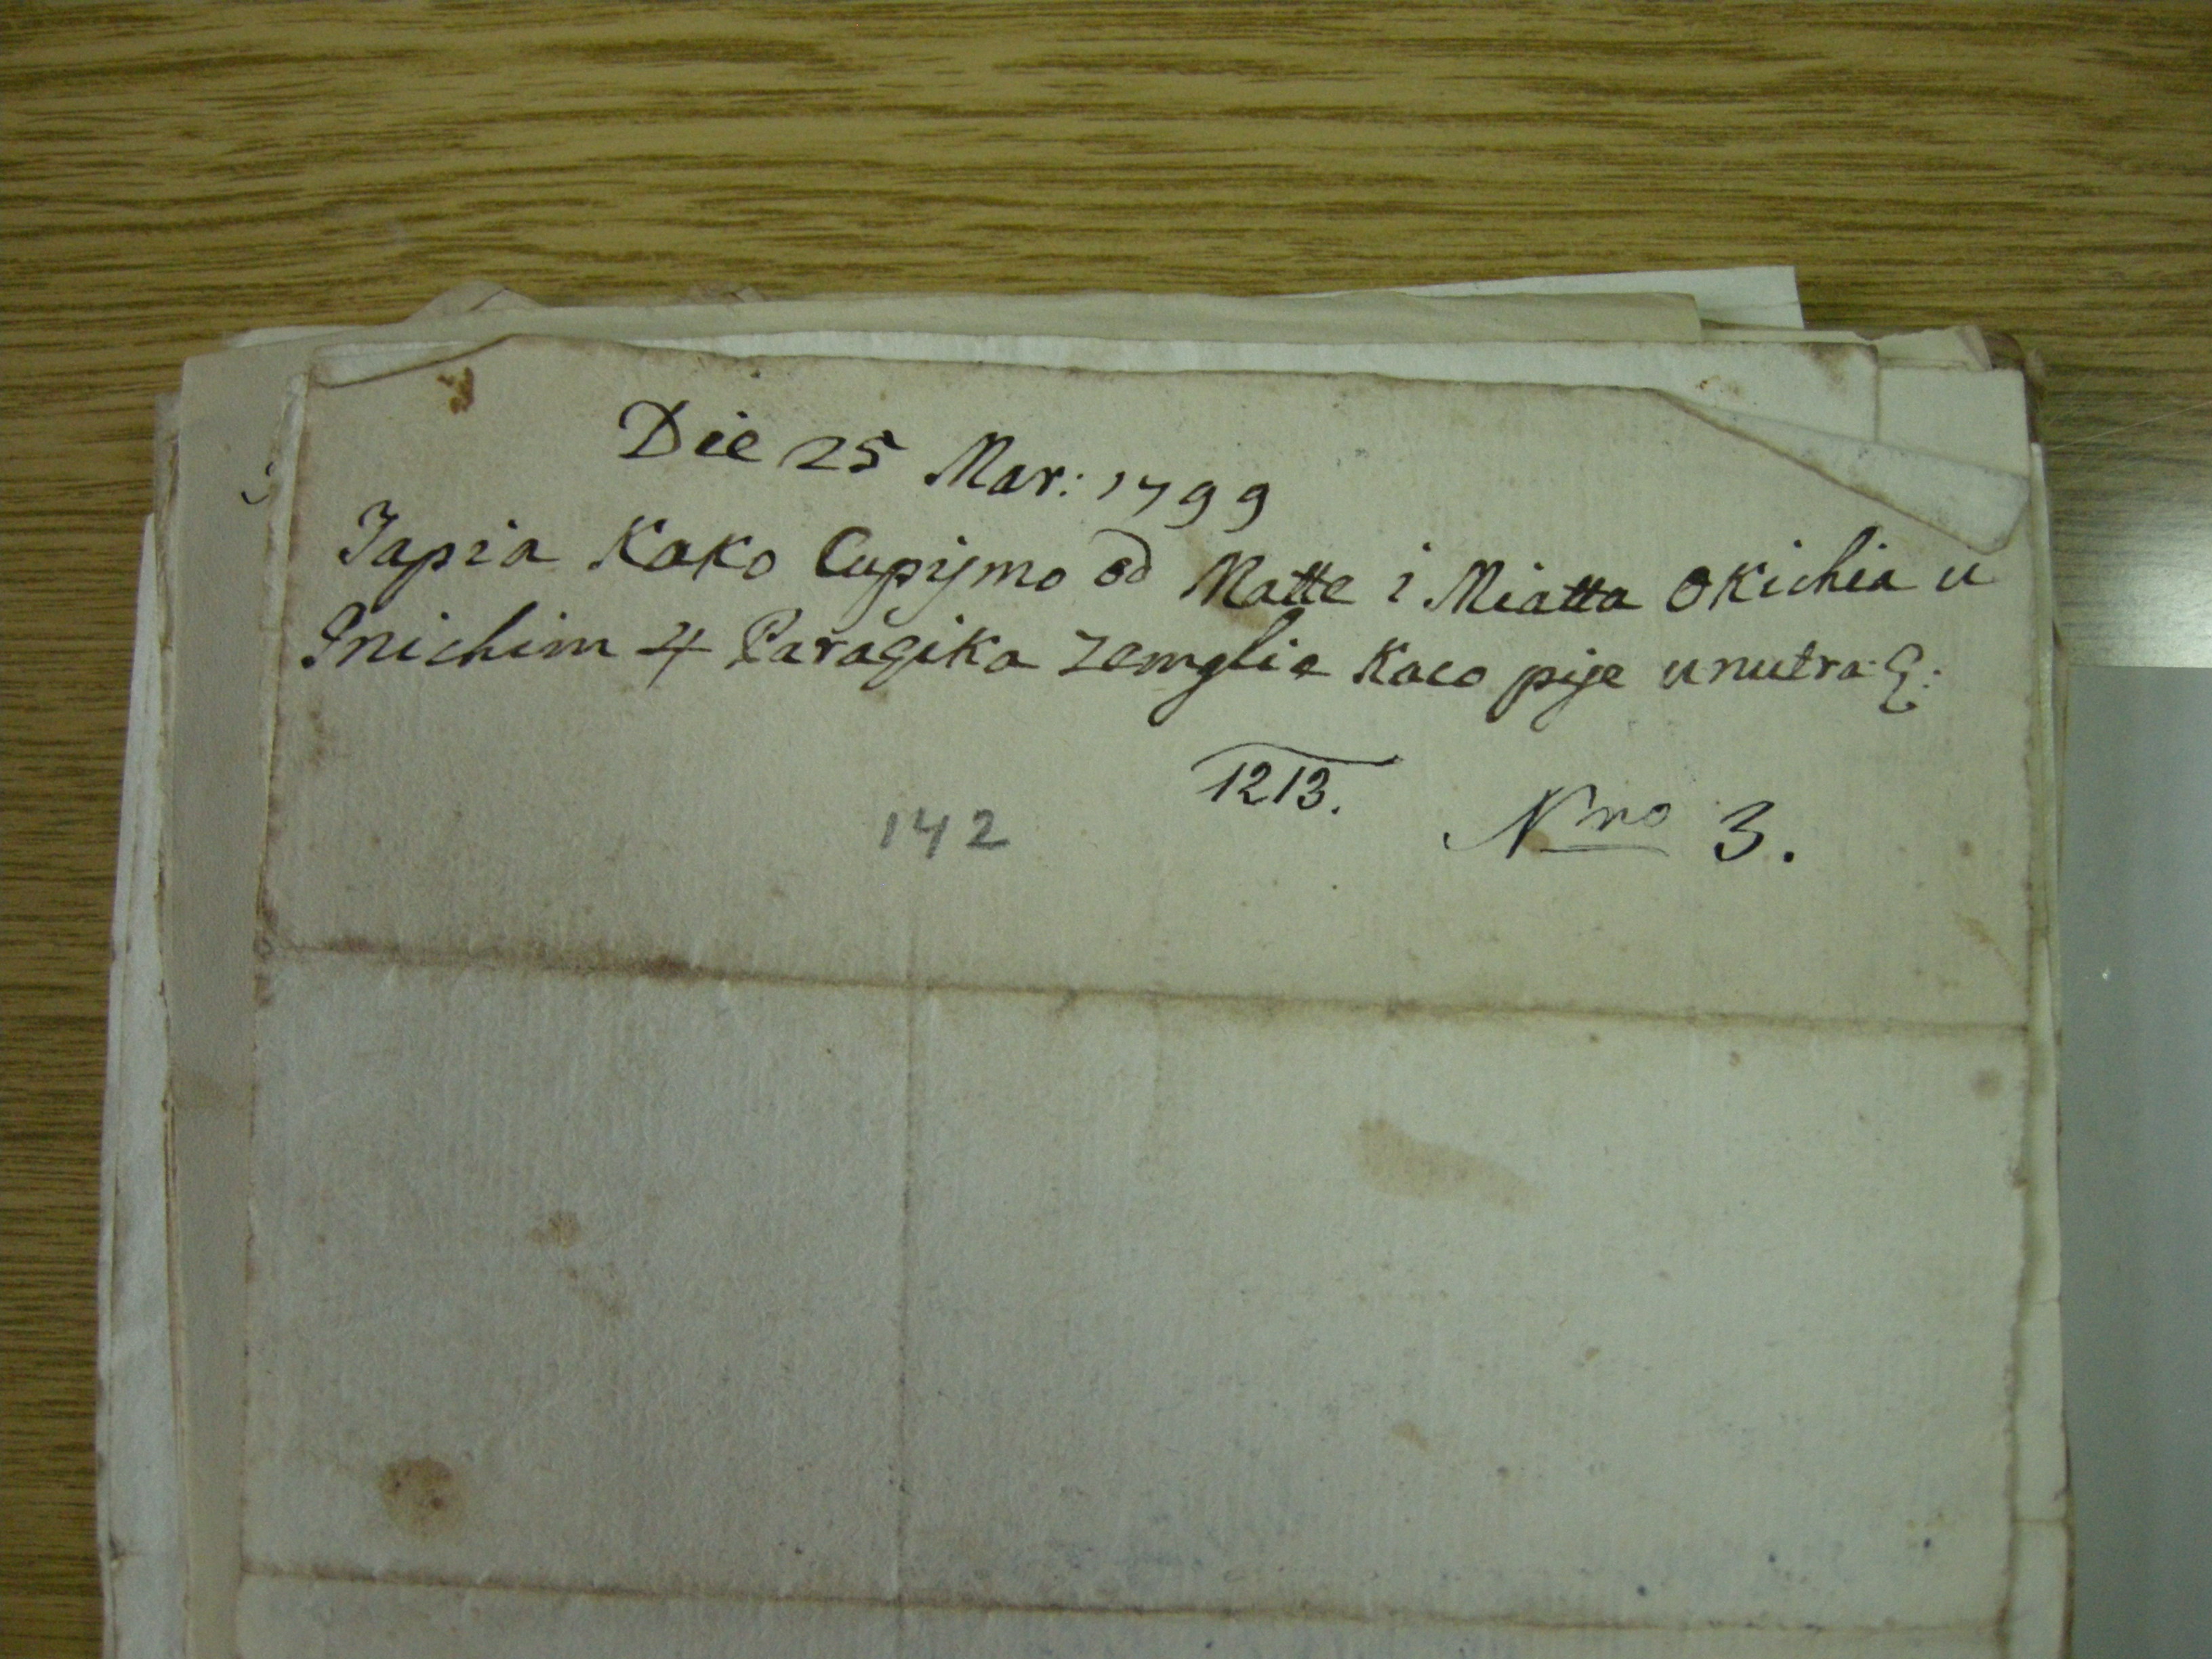 Die 25 Mar: 1799
Japia Kako Cupijmo od Matte i Miatta Okichia u
Snichim 4 Paragika Zemglie Kaco pije unutra
1213.
142
Nro 3.